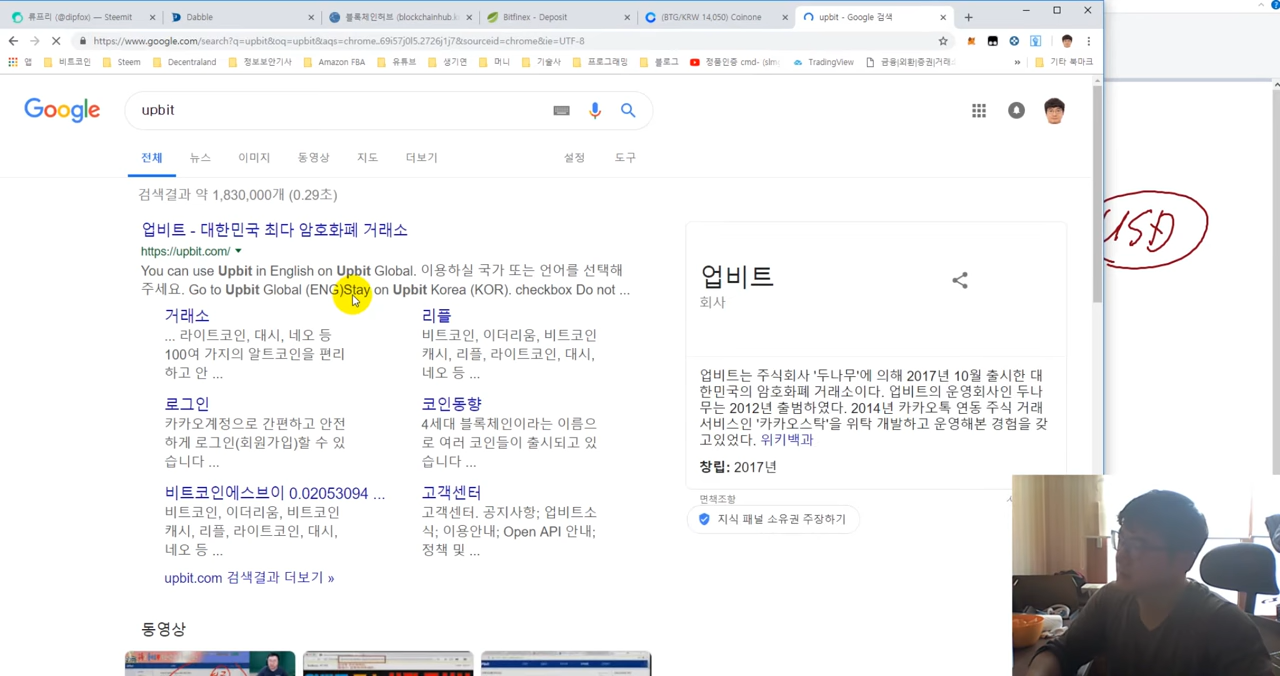 류프리 (@dipfox) — Steemit
Dabble
블록체인허브 (blockchainhub.k
Bitfinex - Deposit
(BTG/KRW 14,050) Coinone
upbit - Google 검색
https://www.google.com/search?q=upbit&oq=upbit&aqs=chrome..69i57j0l5.2726j1j7&sourceid=chrome&ie=UTF-8
앱
비트코인
Steem
Decentraland
정보보안기사
Amazon FBA
유튜브
생기연
머니
기술사
프로그래밍
블로그
정품인증 cmd- (slm
TradingView
금융|외환|증권|거래
»
기타 북마크
Google
upbit
전체
뉴스
이미지
동영상
지도
더보기
설정
도구
검색결과 약 1,830,000개 (0.29초)
업비트 - 대한민국 최다 암호화폐 거래소
https://upbit.com/
You can use Upbit in English on Upbit Global. 이용하실 국가 또는 언어를 선택해
주세요. Go to Upbit Global (ENG)Stay on Upbit Korea (KOR). checkbox Do not ...
거래소
... 라이트코인, 대시, 네오 등
100여 가지의 알트코인을 편리
하고 안 ...
리플
비트코인, 이더리움, 비트코인
캐시, 리플, 라이트코인, 대시,
네오 등 ...
로그인
카카오계정으로 간편하고 안전
하게 로그인(회원가입)할 수 있
습니다 ...
코인동향
4세대 블록체인이라는 이름으
로 여러 코인들이 출시되고 있
습니다 ...
비트코인에스브이 0.02053094 ...
비트코인, 이더리움, 비트코인
캐시, 리플, 라이트코인, 대시,
네오 등 ...
고객센터
고객센터. 공지사항; 업비트소
식; 이용안내; Open API 안내;
정책 및 ...
upbit.com 검색결과 더보기 »
동영상
업비트
회사
업비트는 주식회사 '두나무'에 의해 2017년 10월 출시한 대
한민국의 암호화폐 거래소이다. 업비트의 운영회사인 두나
무는 2012년 출범하였다. 2014년 카카오톡 연동 주식 거래
서비스인 '카카오스탁'을 위탁 개발하고 운영해본 경험을 갖
고있었다. 위키백과
창립: 2017년
면책조항
지식 패널 소유권 주장하기
USD